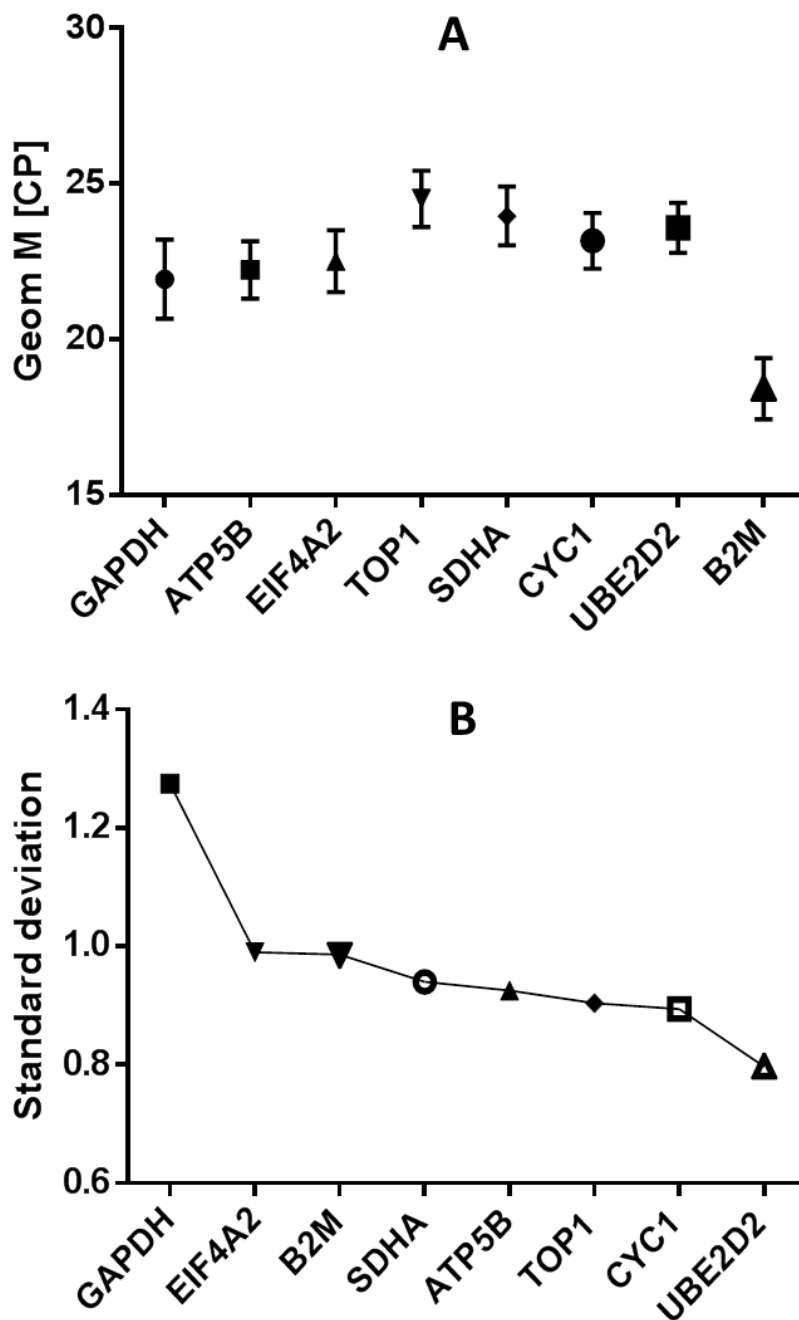 A
Geom M [CP]
30
25
20
15
GAPDH
ATP5B
EIF4A2
TOP1
SDHA
CYC1
UBE2D2
B2M
B
Standard deviation
1.4
1.2
1.0
0.8
0.6
GAPDH
EIF4A2
B2M
SDHA
ATP5B
TOP1
CYC1
UBE2D2